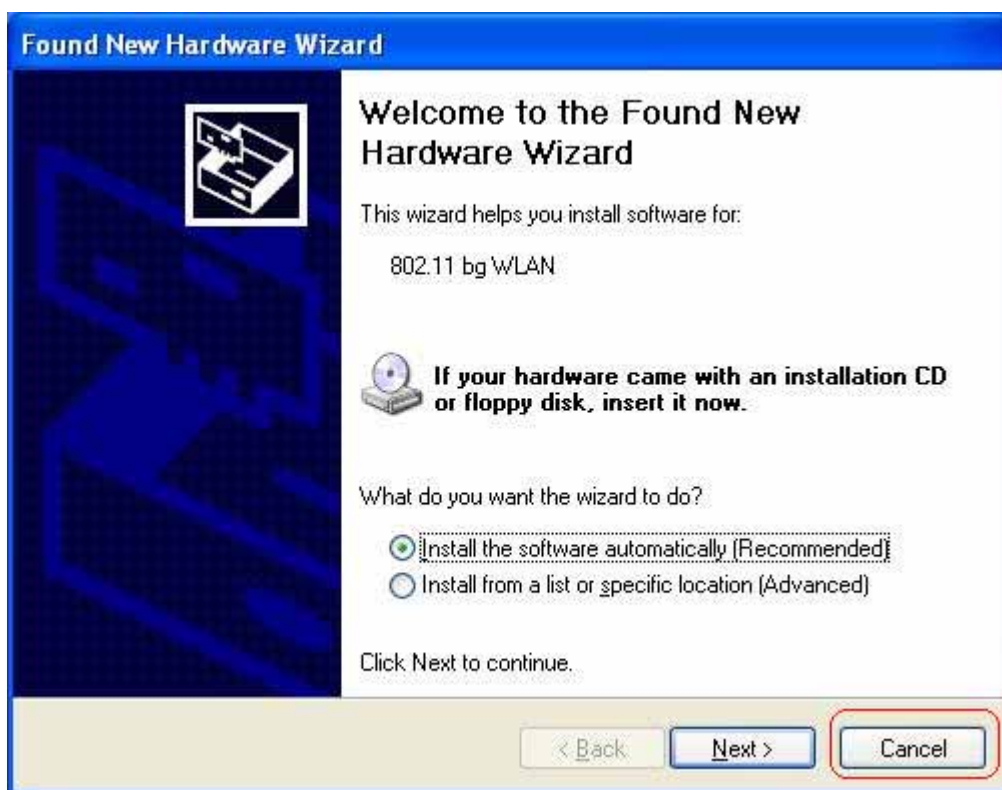 Found New Hardware Wizard
Welcome to the Found New
Hardware Wizard
This wizard helps you install software for:
802.11 bg WLAN
If your hardware came with an installation CD
or floppy disk, insert it now.
What do you want the wizard to do?
Install the software automatically (Recommended)
Install from a list or specific location (Advanced)
Click Next to continue.
< Back Next > Cancel